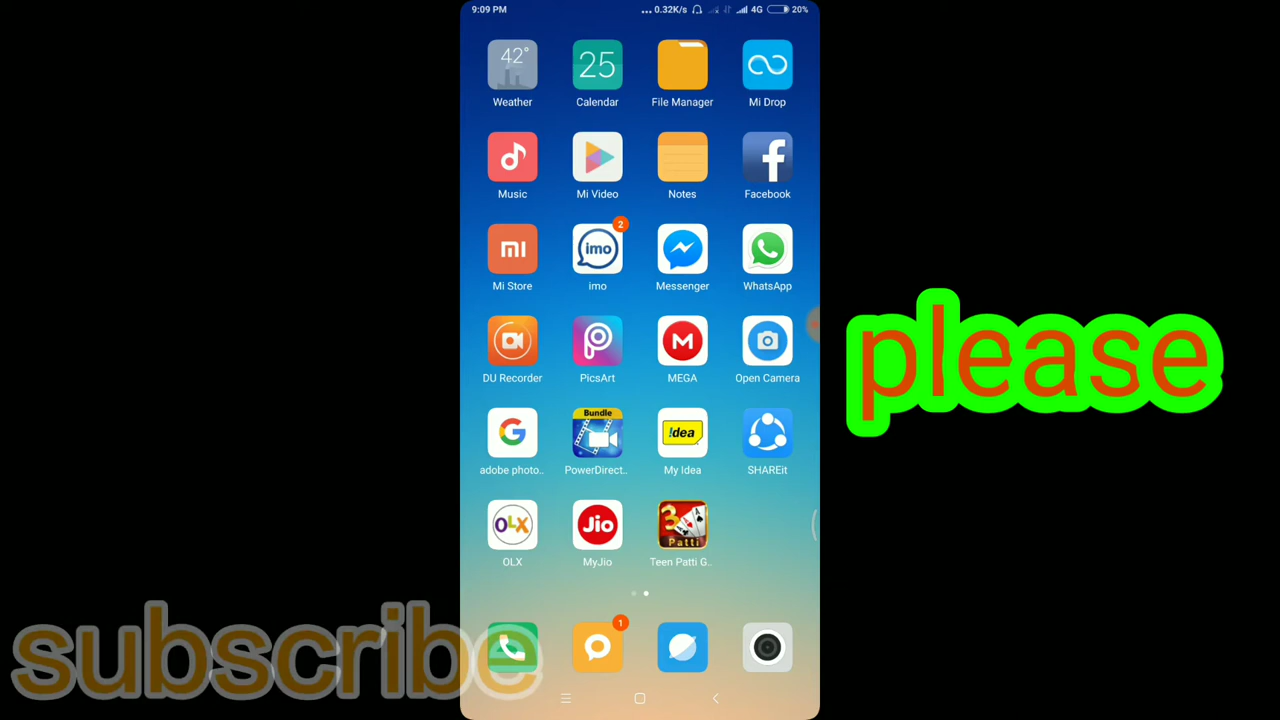 9:09 PM ... 0.32K/s 4G 20%
42°
25
Weather Calendar File Manager Mi Drop
Music Mi Video Notes Facebook
mi
2
imo
Mi Store imo Messenger WhatsApp
please
M
DU Recorder PicsArt MEGA Open Camera
G
Bundle
!dea
adobe photo.. PowerDirect.. My Idea SHAREit
OLX
Jio
3
Patti
OLX MyJio Teen Patti G..
1
subscribe